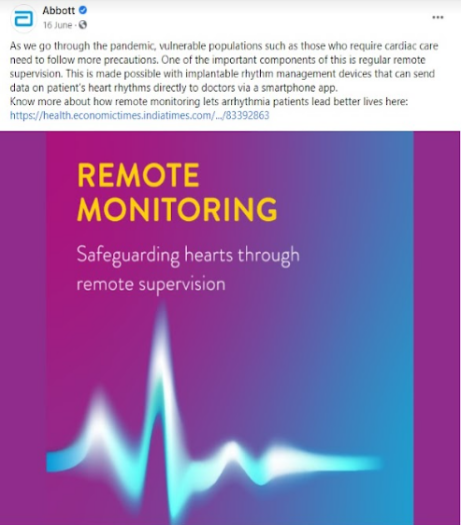 Abbott
16 June ·
As we go through the pandemic, vulnerable populations such as those who require cardiac care
need to follow more precautions. One of the important components of this is regular remote
supervision. This is made possible with implantable rhythm management devices that can send
data on patient's heart rhythms directly to doctors via a smartphone app.
Know more about how remote monitoring lets arrhythmia patients lead better lives here:
https://health.economictimes.indiatimes.com/.../83392863
REMOTE
MONITORING
Safeguarding hearts through
remote supervision